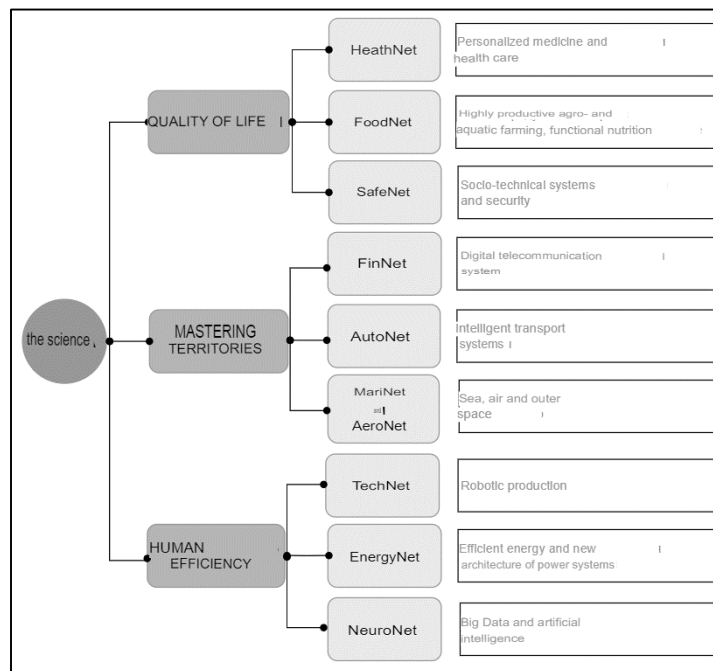 the science
QUALITY OF LIFE
HeathNet
Personalized medicine and
health care
FoodNet
Highly productive agro- and
aquatic farming, functional nutrition
SafeNet
Socio-technical systems
and security
MASTERING
TERRITORIES
FinNet
Digital telecommunication
system
AutoNet
Intelligent transport
systems
MariNet
AeroNet
Sea, air and outer
space
HUMAN
EFFICIENCY
TechNet
Robotic production
EnergyNet
Efficient energy and new
architecture of power systems
NeuroNet
Big Data and artificial
intelligence